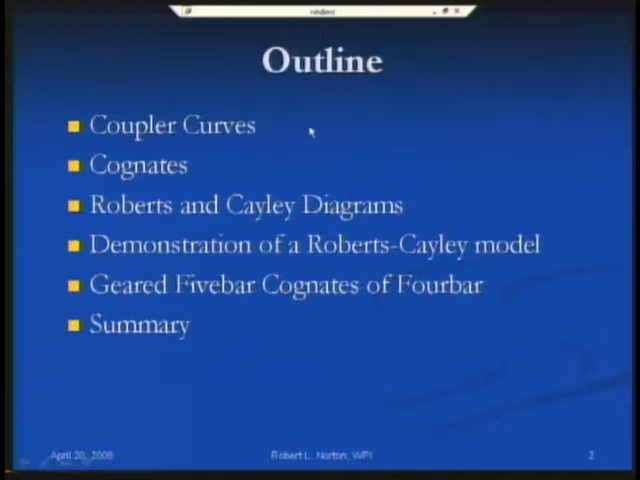 Outline
Coupler Curves
Cognates
Roberts and Cayley Diagrams
Demonstration of a Roberts-Cayley model
Geared Fivebar Cognates of Fourbar
Summary
April 20, 2006
Robert L. Norton, WPI
2